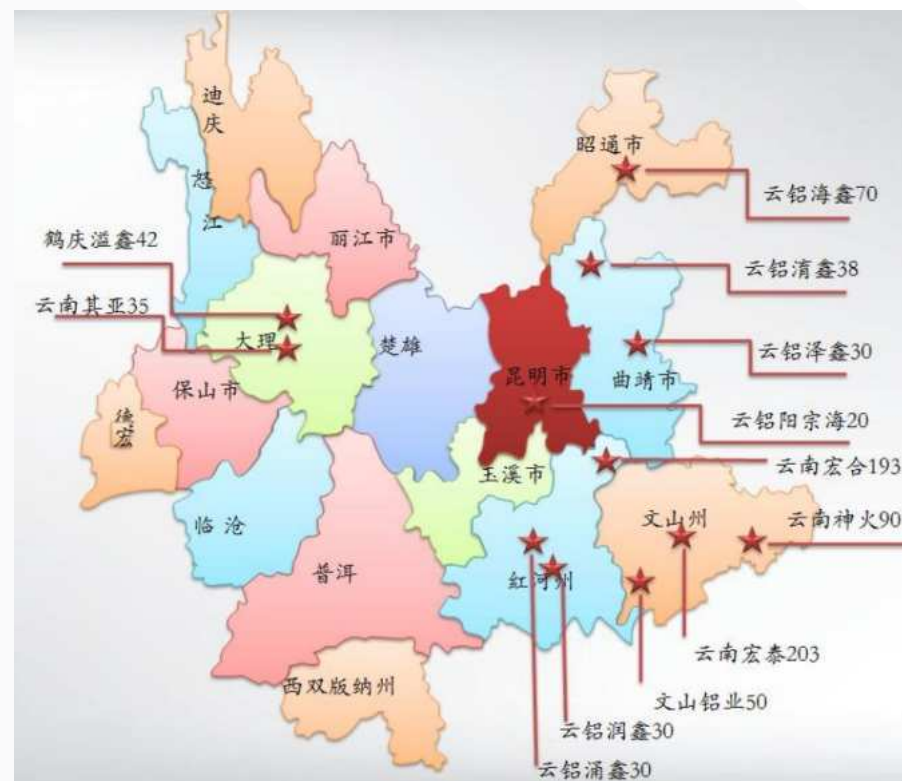 迪庆
怒江
丽江市
昭通市
云铝海鑫70
鹤庆溢鑫42
云铝淯鑫38
云南其亚35
大理
楚雄
云铝泽鑫30
昆明市
曲靖市
保山市
德宏
云铝阳宗海20
玉溪市
云南宏合193
临沧
文山州
云南神火90
普洱
红河州
云南宏泰203
西双版纳州
文山铝业50
云铝润鑫30
云铝涌鑫30